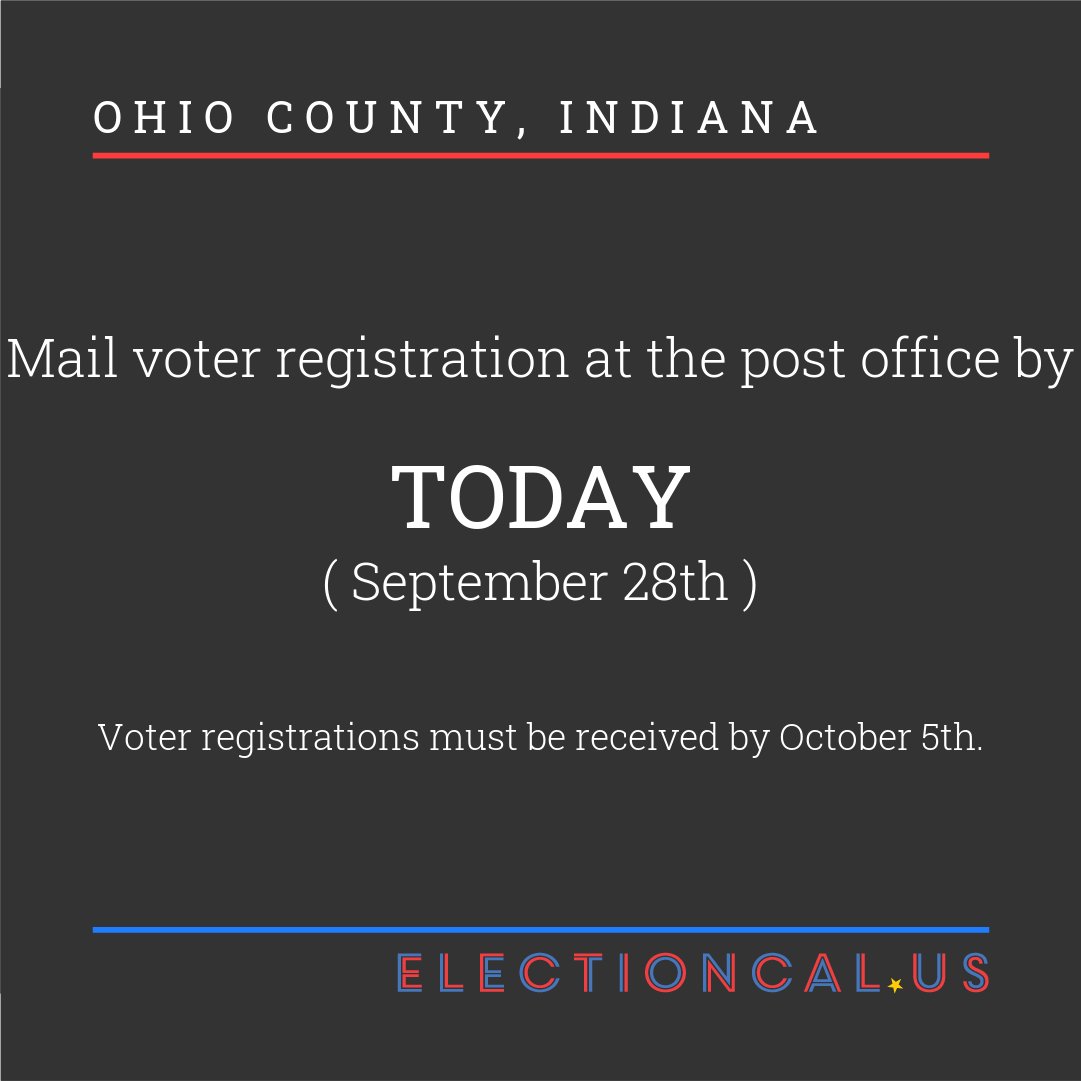 OHIO COUNTY, INDIANA
Mail voter registration at the post office by
TODAY
( September 28th )
Voter registrations must be received by October 5th.
ELECTIONCAL.US